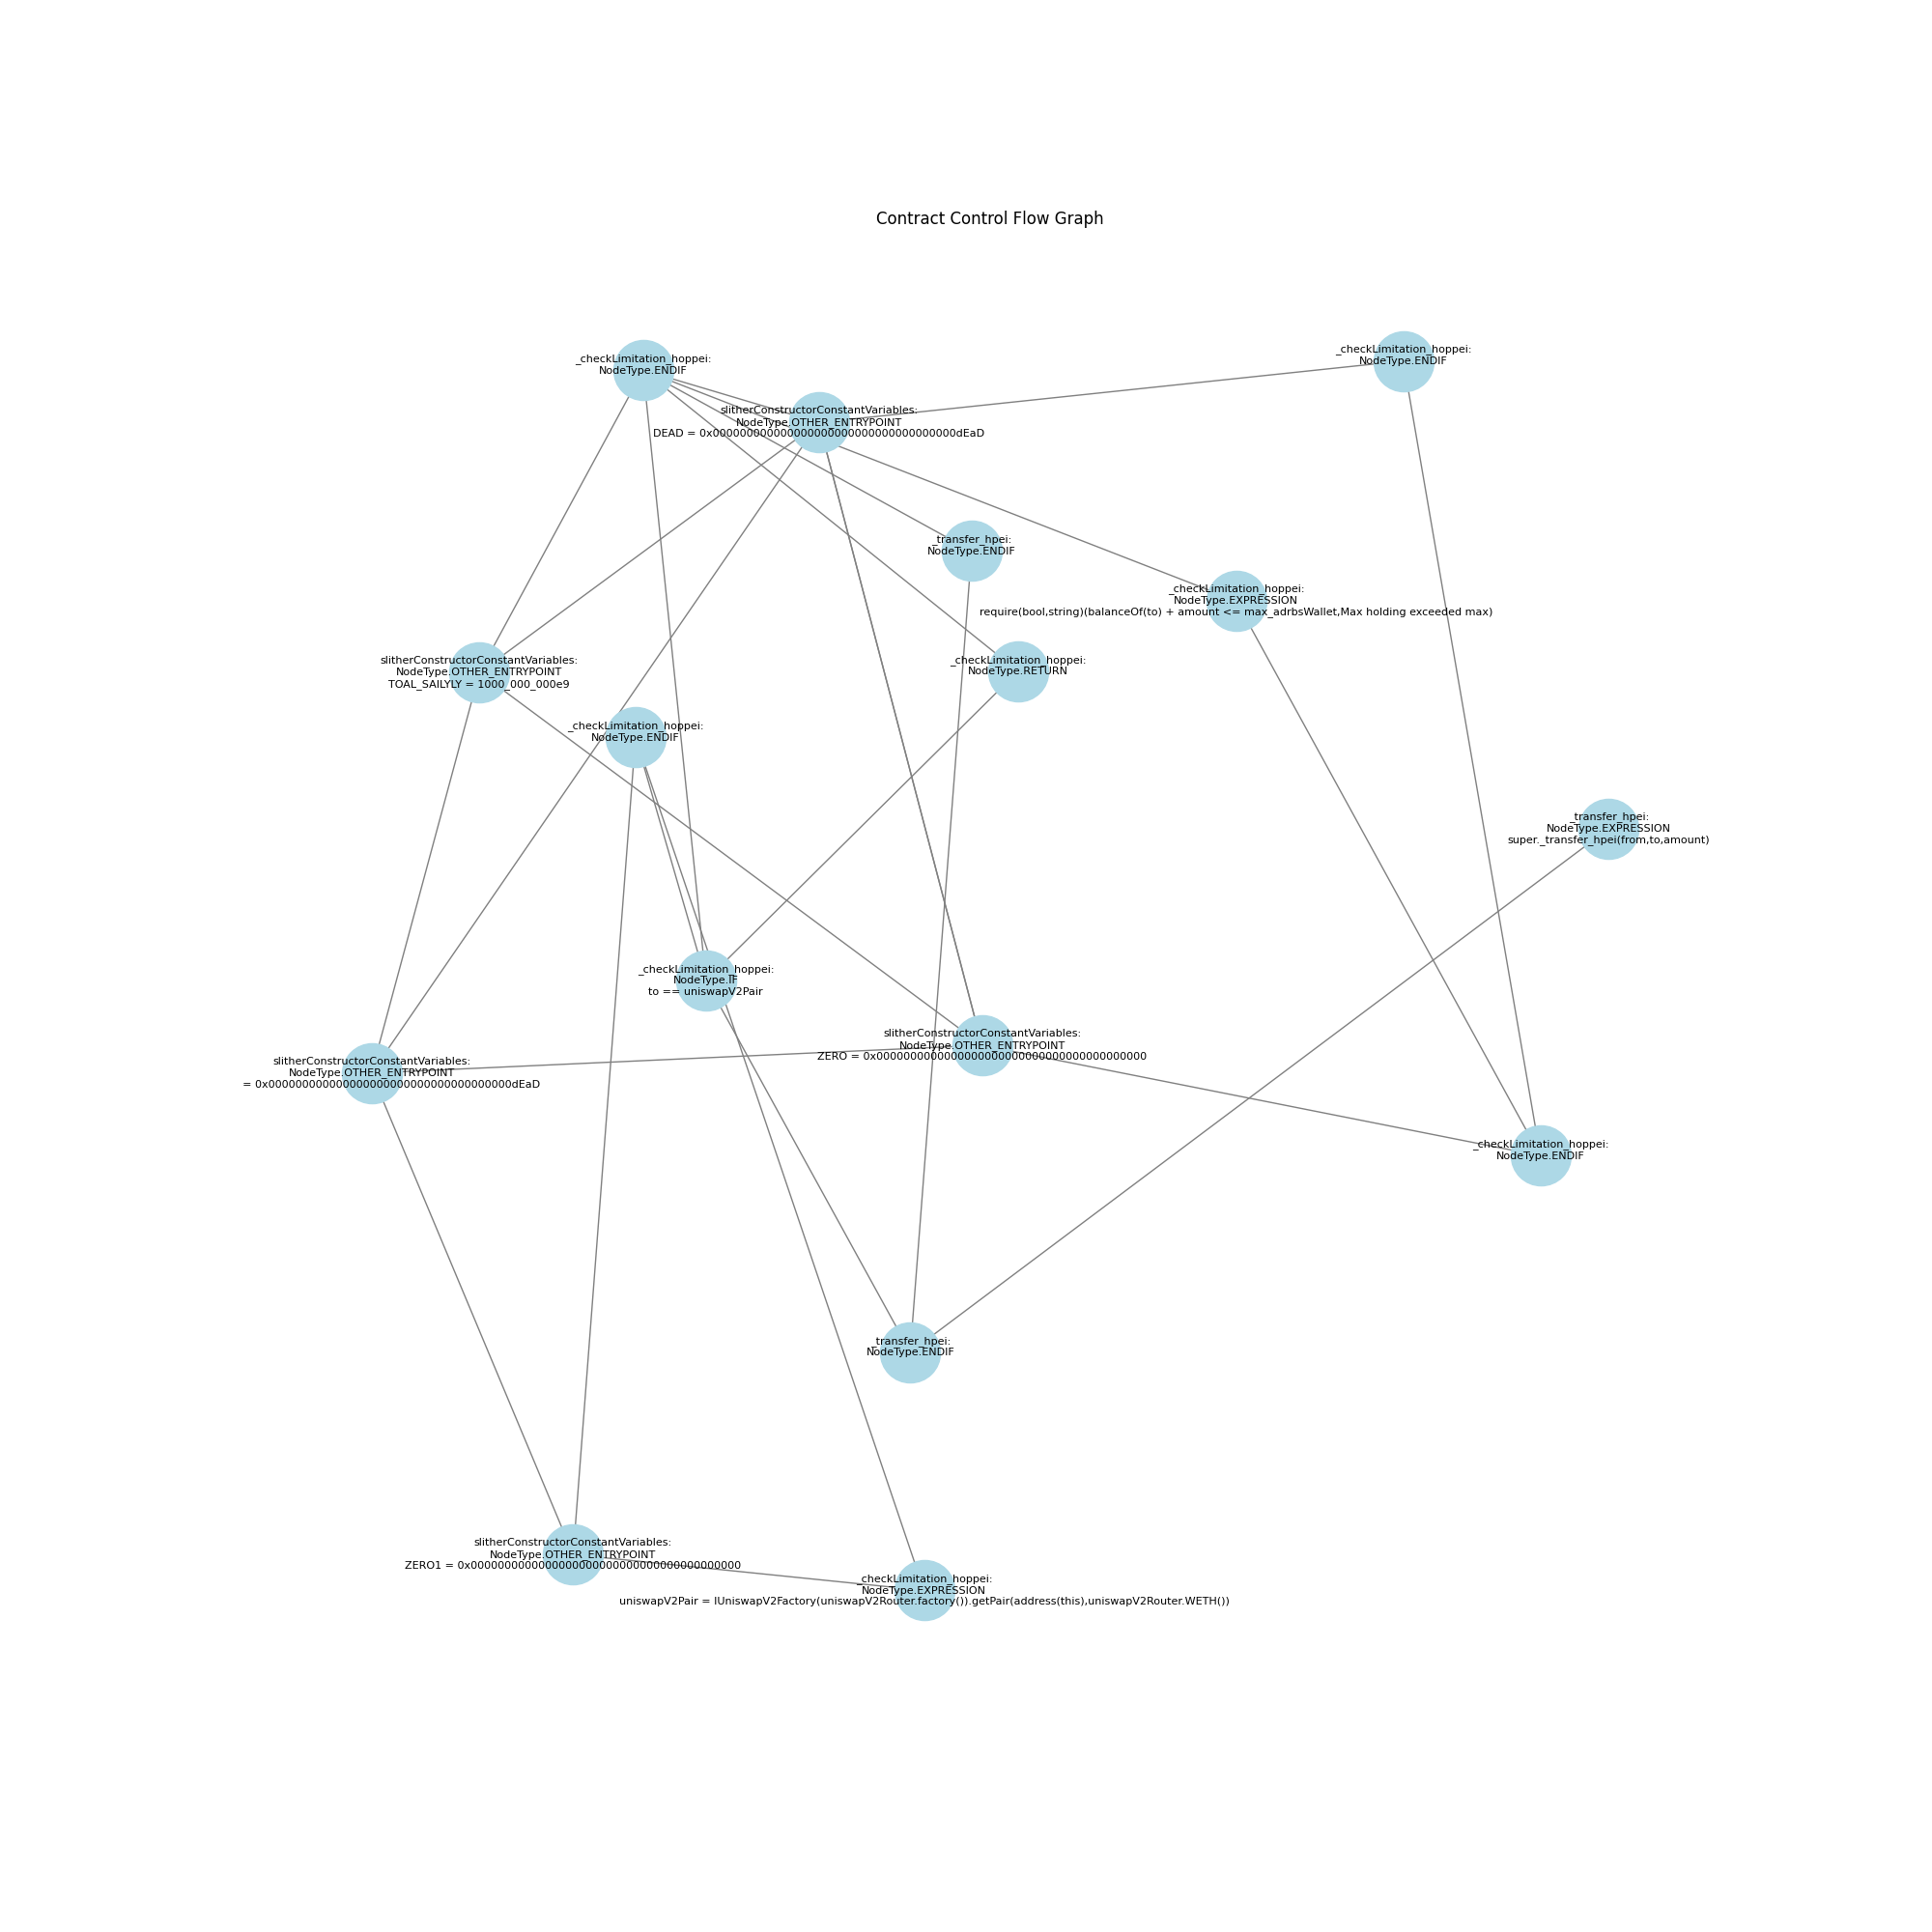 Contract Control Flow Graph
_checkLimitation_hoppei:
NodeType.ENDIF
_checkLimitation_hoppei:
NodeType.ENDIF
slitherConstructorConstantVariables:
NodeType.OTHER_ENTRYPOINT
DEAD = 0x000000000000000000000000000000000000dEaD
_transfer_hpei:
NodeType.ENDIF
_checkLimitation_hoppei:
NodeType.EXPRESSION
require(bool,string)(balanceOf(to) + amount <= max_adrbsWallet,Max holding exceeded max)
slitherConstructorConstantVariables:
NodeType.OTHER_ENTRYPOINT
TOAL_SAILYLY = 1000_000_000e9
_checkLimitation_hoppei:
NodeType.RETURN
_checkLimitation_hoppei:
NodeType.ENDIF
_transfer_hpei:
NodeType.EXPRESSION
super._transfer_hpei(from,to,amount)
_checkLimitation_hoppei:
NodeType.IF
to == uniswapV2Pair
slitherConstructorConstantVariables:
NodeType.OTHER_ENTRYPOINT
ZERO = 0x0000000000000000000000000000000000000000
slitherConstructorConstantVariables:
NodeType.OTHER_ENTRYPOINT
= 0x000000000000000000000000000000000000dEaD
_checkLimitation_hoppei:
NodeType.ENDIF
_transfer_hpei:
NodeType.ENDIF
slitherConstructorConstantVariables:
NodeType.OTHER_ENTRYPOINT
ZERO1 = 0x0000000000000000000000000000000000000000
_checkLimitation_hoppei:
NodeType.EXPRESSION
uniswapV2Pair = IUniswapV2Factory(uniswapV2Router.factory()).getPair(address(this),uniswapV2Router.WETH())